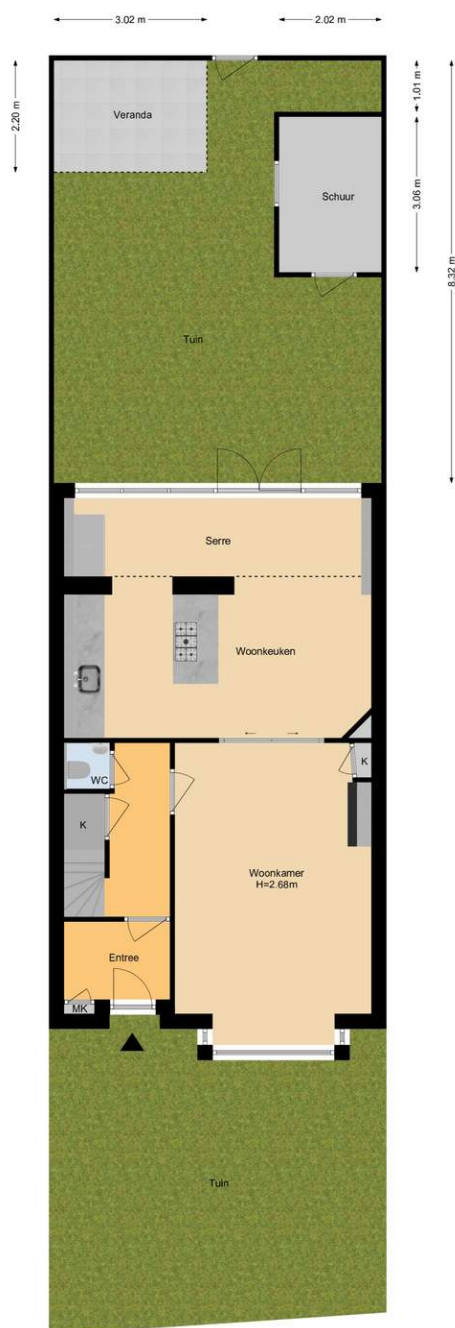 3.02 m
2.02 m
2.20 m
1.01 m
3.06 m
8.32 m
Veranda
Schuur
Tuin
Serre
Woonkeuken
WC
K
K
Woonkamer
H=2.68m
Entree
MK
Tuin